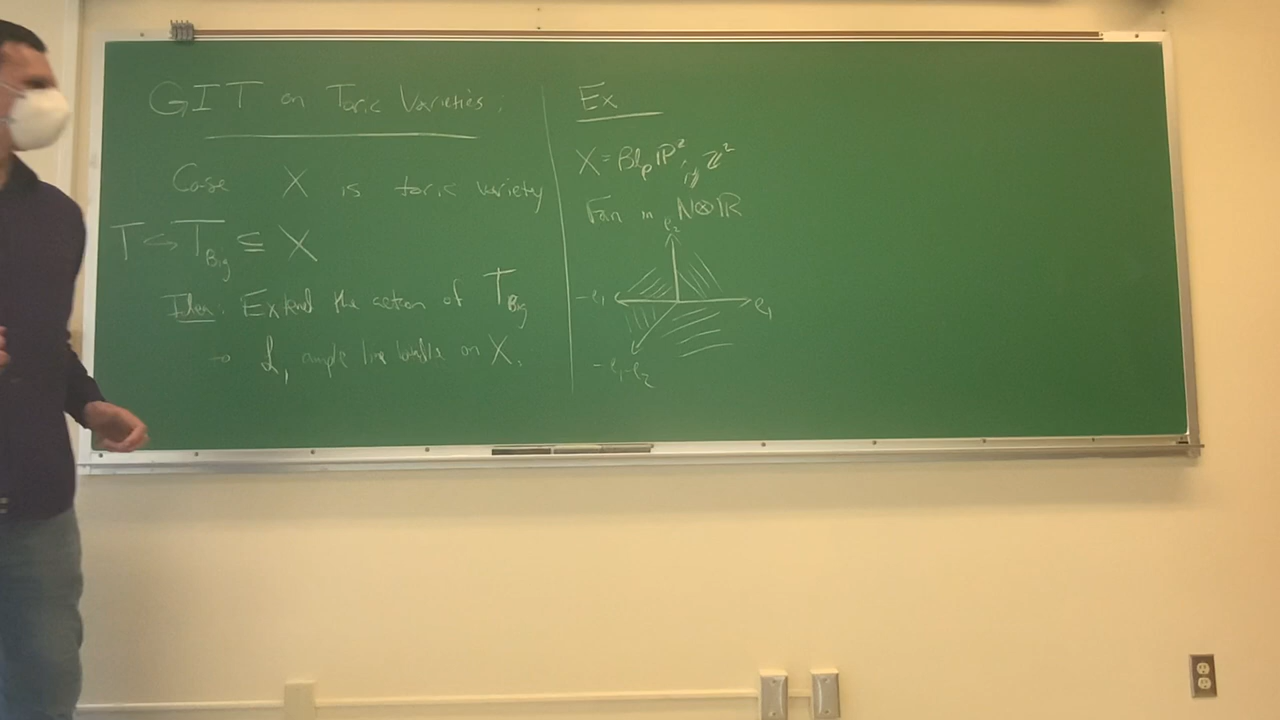 GIT on Toric Varieties:
Case X is toric variety
T ↪ T_Big ⊆ X
Idea: Extend the action of T_Big
→ L, ample line bundle on X.
Ex
X = Bl_p P²
Z²
Fan in N⊗R
e₂
-e₁
e₁
-e₁-e₂